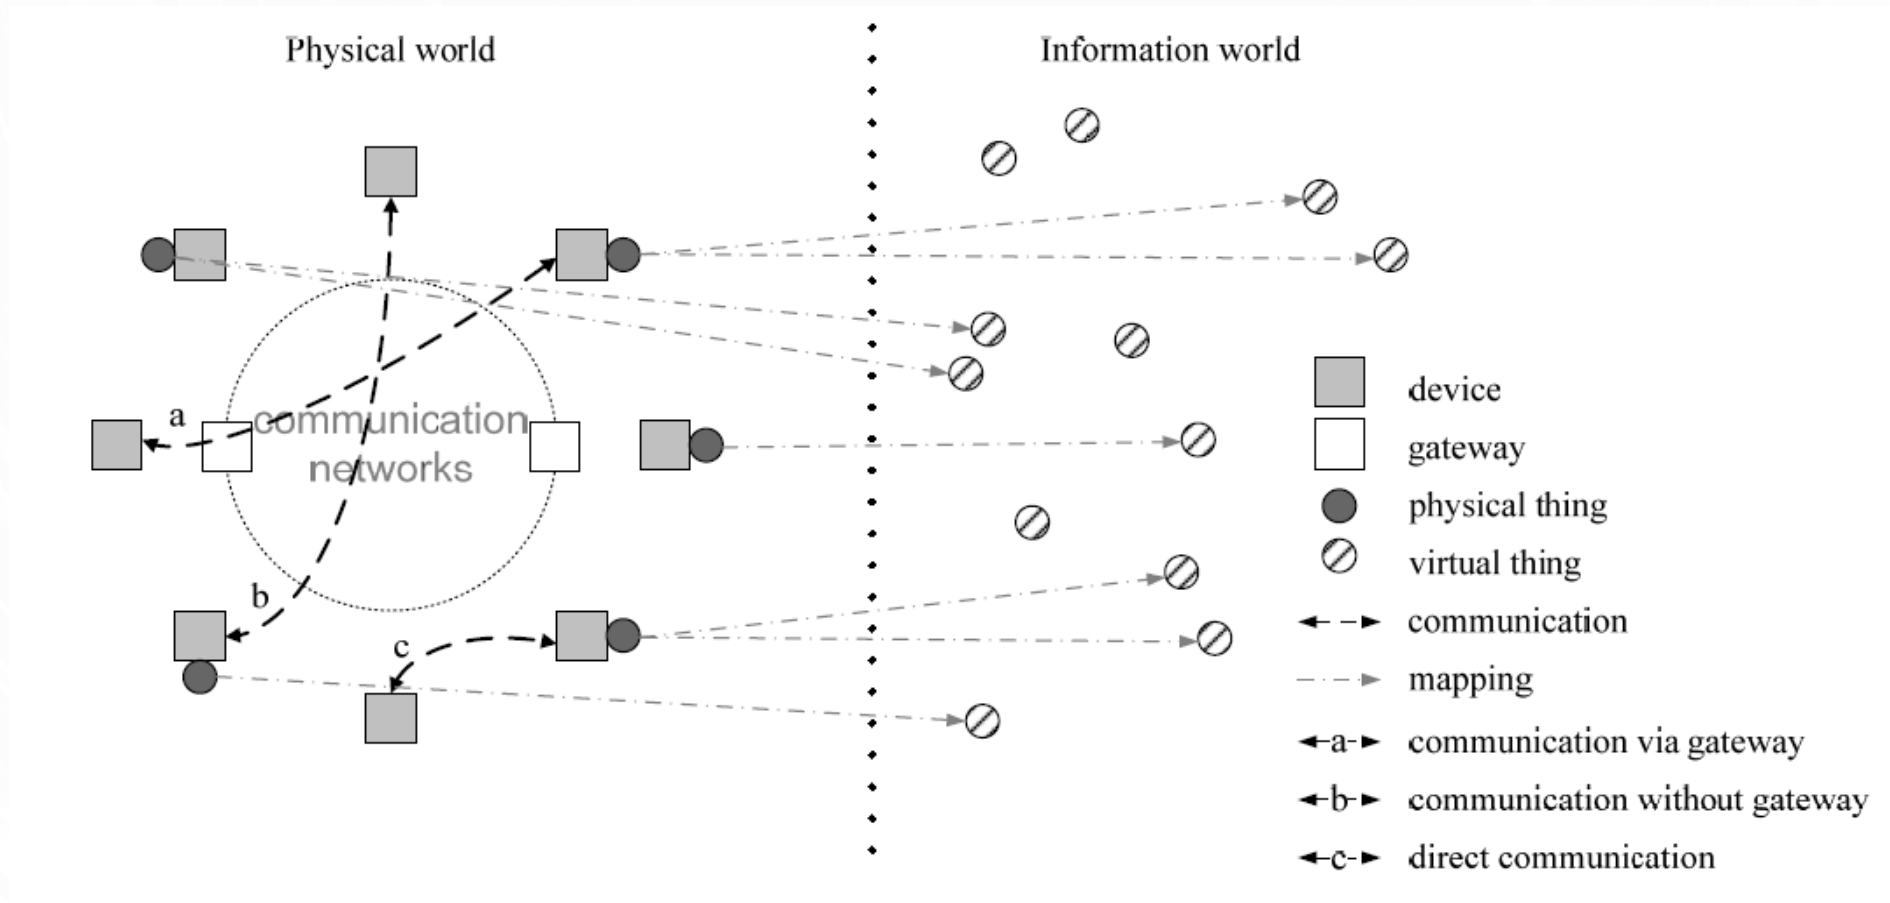 Physical world
Information world
a
communication
networks
b
c
device
gateway
physical thing
virtual thing
communication
mapping
a
communication via gateway
b
communication without gateway
c
direct communication